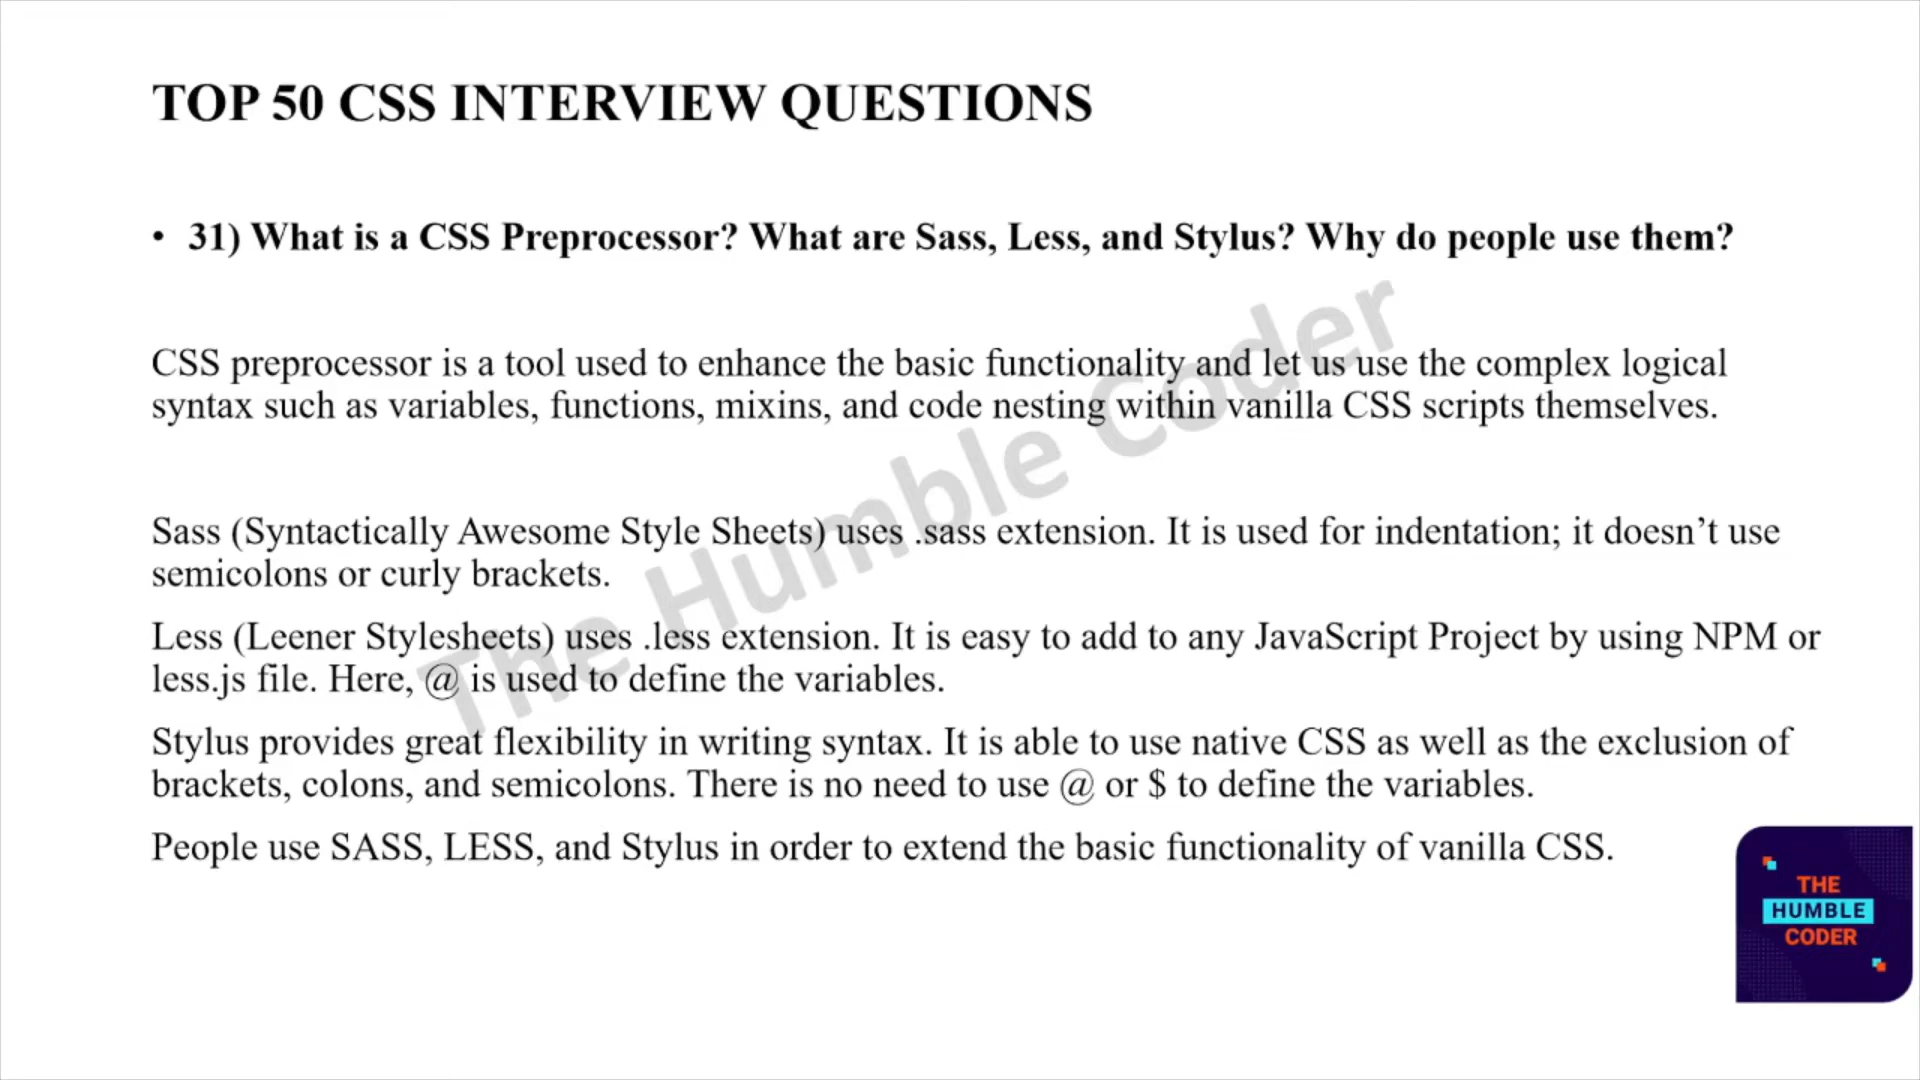 TOP 50 CSS INTERVIEW QUESTIONS
• 31) What is a CSS Preprocessor? What are Sass, Less, and Stylus? Why do people use them?
CSS preprocessor is a tool used to enhance the basic functionality and let us use the complex logical
syntax such as variables, functions, mixins, and code nesting within vanilla CSS scripts themselves.
Sass (Syntactically Awesome Style Sheets) uses .sass extension. It is used for indentation; it doesn’t use
semicolons or curly brackets.
Less (Leener Stylesheets) uses .less extension. It is easy to add to any JavaScript Project by using NPM or
less.js file. Here, @ is used to define the variables.
Stylus provides great flexibility in writing syntax. It is able to use native CSS as well as the exclusion of
brackets, colons, and semicolons. There is no need to use @ or $ to define the variables.
People use SASS, LESS, and Stylus in order to extend the basic functionality of vanilla CSS.
The Humble Coder
THE
HUMBLE
CODER